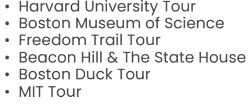 • Harvard University Tour
• Boston Museum of Science
• Freedom Trail Tour
• Beacon Hill & The State House
• Boston Duck Tour
• MIT Tour